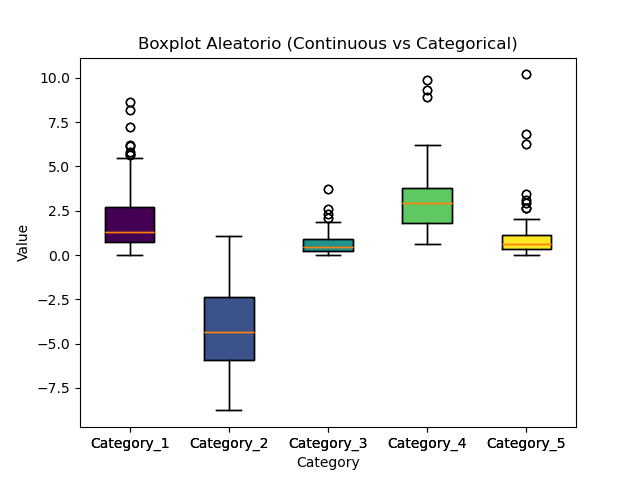 Boxplot Aleatorio (Continuous vs Categorical)
10.0
7.5
5.0
2.5
0.0
−2.5
−5.0
−7.5
Value
Category_1 Category_2 Category_3 Category_4 Category_5
Category